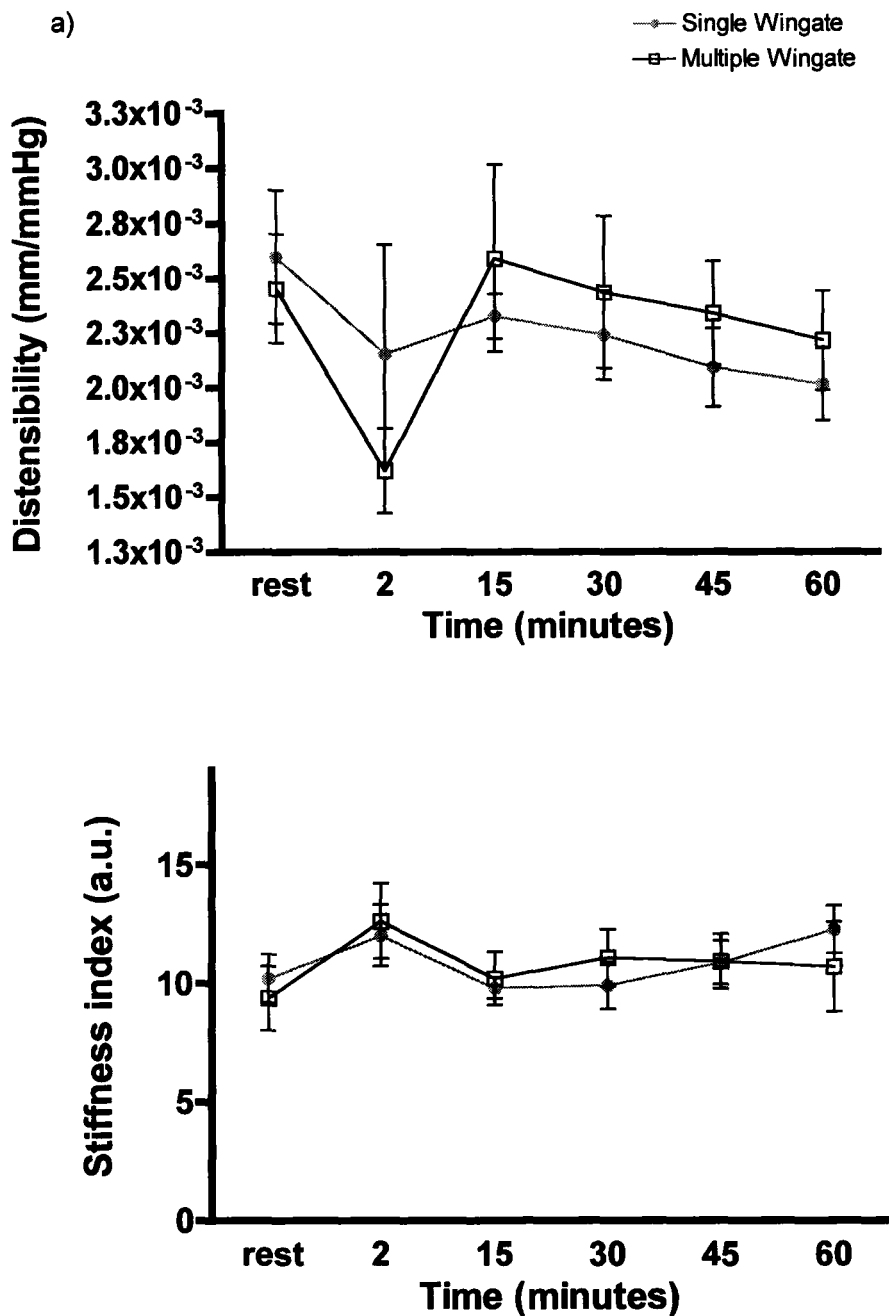 a)
Single Wingate
Multiple Wingate
Distensibility (mm/mmHg)
3.3x10⁻³
3.0x10⁻³
2.8x10⁻³
2.5x10⁻³
2.3x10⁻³
2.0x10⁻³
1.8x10⁻³
1.5x10⁻³
1.3x10⁻³
rest 2 15 30 45 60
Time (minutes)
Stiffness index (a.u.)
15
10
5
0
rest 2 15 30 45 60
Time (minutes)